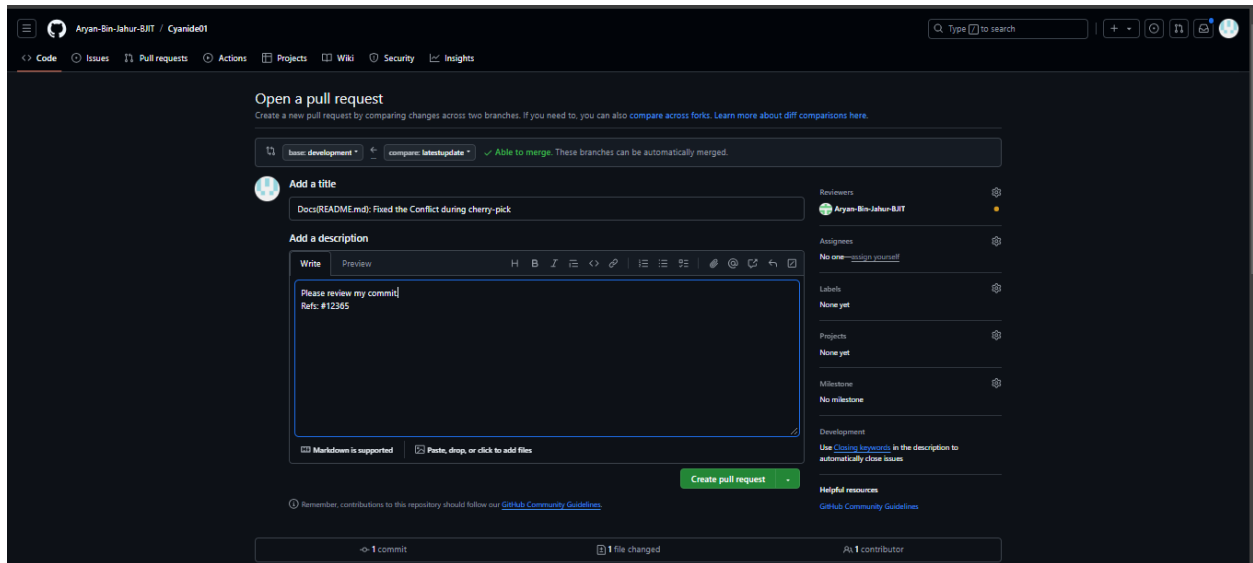 Aryan-Bin-Jahur-BJIT / Cyanide01
Type / to search
Code Issues Pull requests Actions Projects Wiki Security Insights
Open a pull request
Create a new pull request by comparing changes across two branches. If you need to, you can also compare across forks. Learn more about diff comparisons here.
base: development compare: latestupdate Able to merge. These branches can be automatically merged.
Add a title
Docs(README.md): Fixed the Conflict during cherry-pick
Add a description
Write Preview
Please review my commit
Refs: #12365
Markdown is supported Paste, drop, or click to add files
Create pull request
Remember, contributions to this repository should follow our GitHub Community Guidelines.
Reviewers
Aryan-Bin-Jahur-BJIT
Assignees
No one—assign yourself
Labels
None yet
Projects
None yet
Milestone
No milestone
Development
Use Closing keywords in the description to
automatically close issues
Helpful resources
GitHub Community Guidelines
1 commit 1 file changed 1 contributor